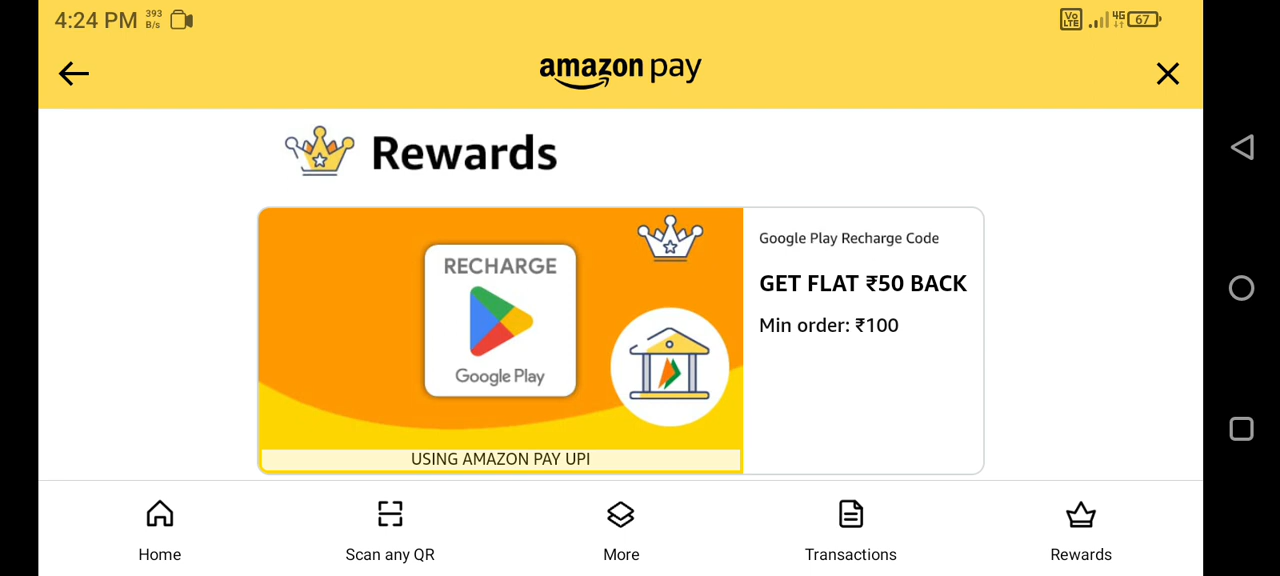 4:24 PM 393 B/s Vo LTE 4G 67
amazon pay
Rewards
RECHARGE
Google Play
USING AMAZON PAY UPI
Google Play Recharge Code
GET FLAT ₹50 BACK
Min order: ₹100
Home Scan any QR More Transactions Rewards